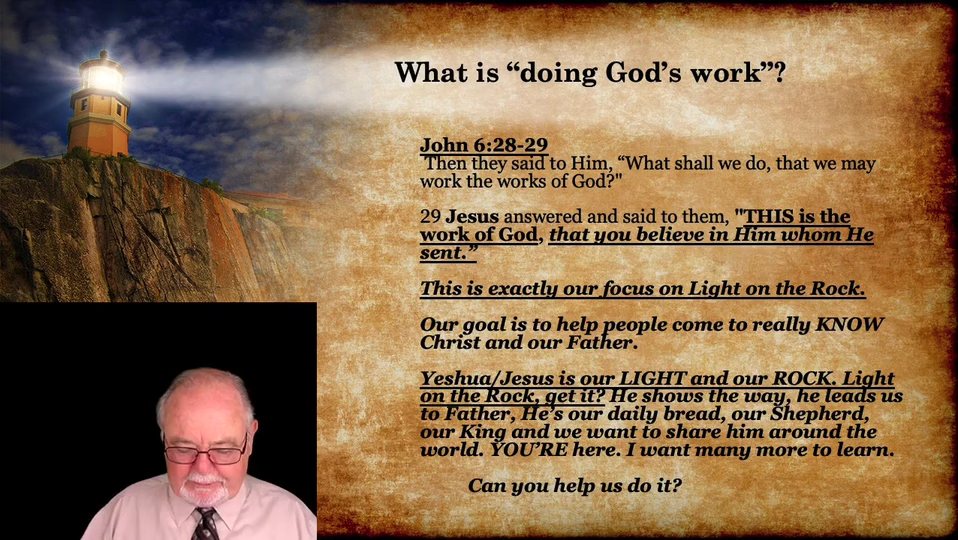 What is “doing God’s work”?
John 6:28-29
Then they said to Him, “What shall we do, that we may
work the works of God?"
29 Jesus answered and said to them, "THIS is the
work of God, that you believe in Him whom He
sent.”
This is exactly our focus on Light on the Rock.
Our goal is to help people come to really KNOW
Christ and our Father.
Yeshua/Jesus is our LIGHT and our ROCK. Light
on the Rock, get it? He shows the way, he leads us
to Father, He’s our daily bread, our Shepherd,
our King and we want to share him around the
world. YOU’RE here. I want many more to learn.
Can you help us do it?